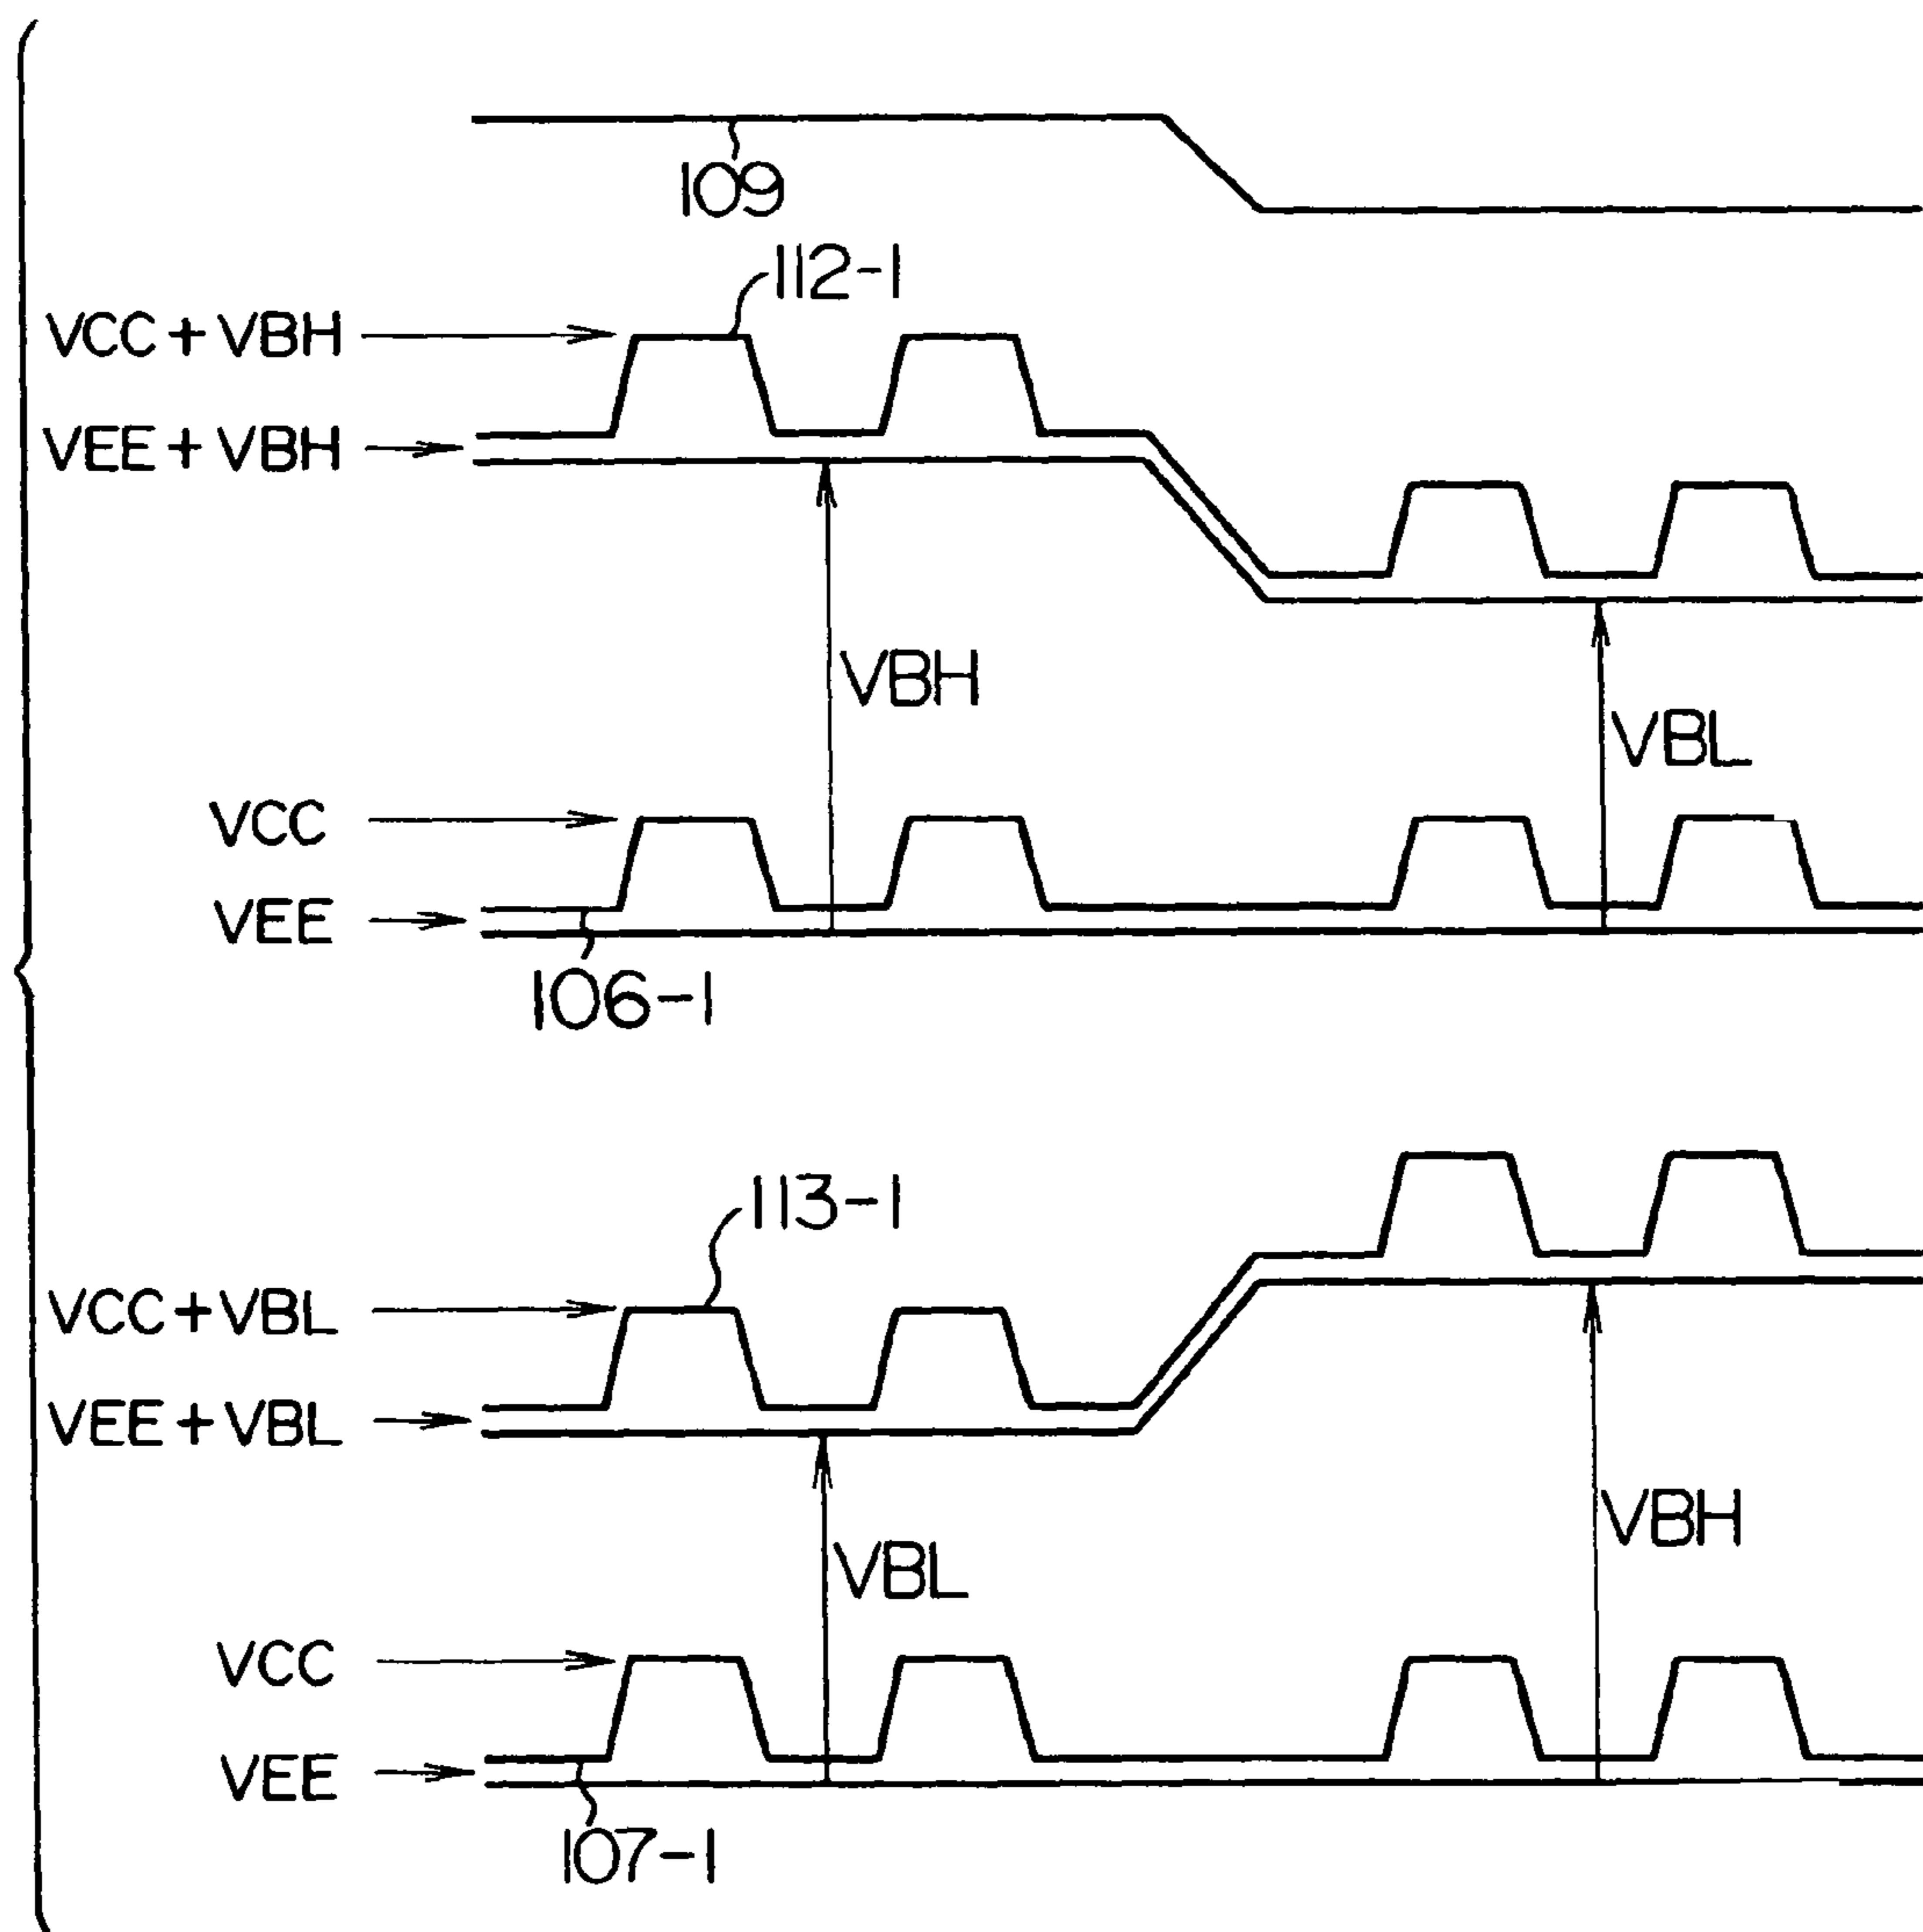 109
112-1
VCC + VBH
VEE + VBH
VBH
VBL
VCC
VEE
106-1
113-1
VCC + VBL
VEE + VBL
VBH
VBL
VCC
VEE
107-1